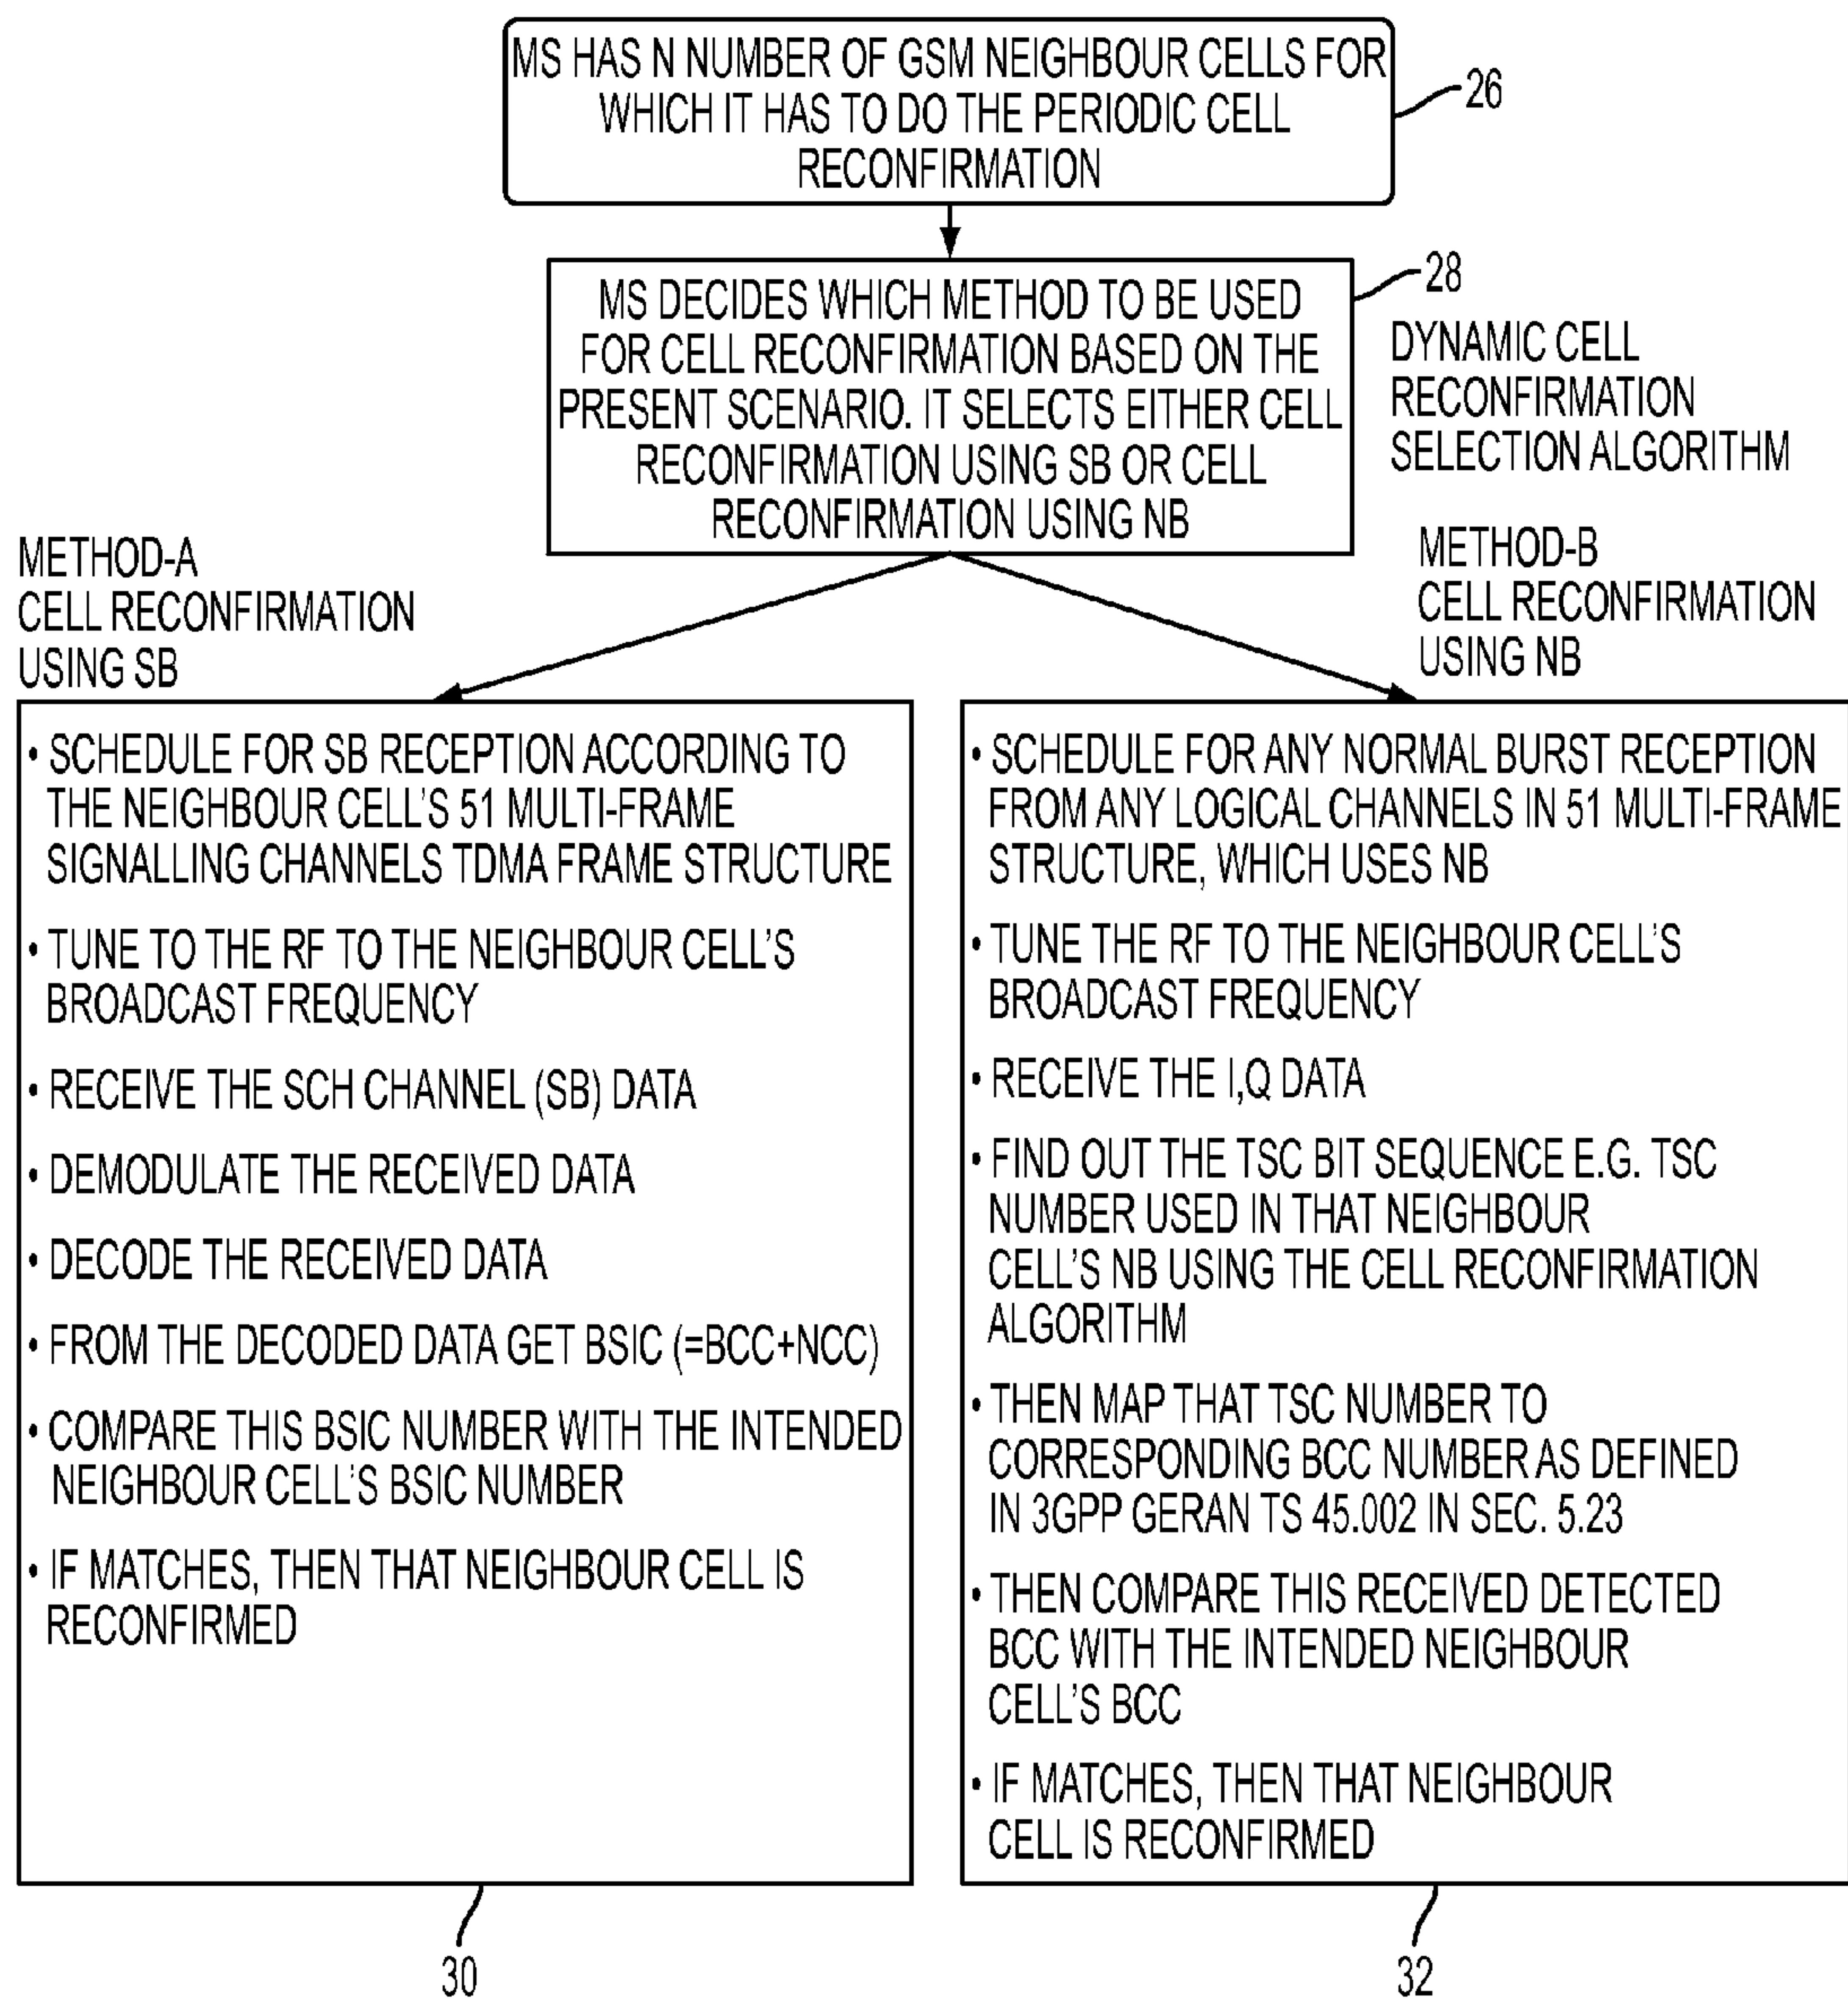 MS HAS N NUMBER OF GSM NEIGHBOUR CELLS FOR
WHICH IT HAS TO DO THE PERIODIC CELL
RECONFIRMATION
26
MS DECIDES WHICH METHOD TO BE USED
FOR CELL RECONFIRMATION BASED ON THE
PRESENT SCENARIO. IT SELECTS EITHER CELL
RECONFIRMATION USING SB OR CELL
RECONFIRMATION USING NB
28
DYNAMIC CELL
RECONFIRMATION
SELECTION ALGORITHM
METHOD-A
CELL RECONFIRMATION
USING SB
METHOD-B
CELL RECONFIRMATION
USING NB
• SCHEDULE FOR SB RECEPTION ACCORDING TO
THE NEIGHBOUR CELL'S 51 MULTI-FRAME
SIGNALLING CHANNELS TDMA FRAME STRUCTURE
• TUNE TO THE RF TO THE NEIGHBOUR CELL'S
BROADCAST FREQUENCY
• RECEIVE THE SCH CHANNEL (SB) DATA
• DEMODULATE THE RECEIVED DATA
• DECODE THE RECEIVED DATA
• FROM THE DECODED DATA GET BSIC (=BCC+NCC)
• COMPARE THIS BSIC NUMBER WITH THE INTENDED
NEIGHBOUR CELL'S BSIC NUMBER
• IF MATCHES, THEN THAT NEIGHBOUR CELL IS
RECONFIRMED
30
• SCHEDULE FOR ANY NORMAL BURST RECEPTION
FROM ANY LOGICAL CHANNELS IN 51 MULTI-FRAME
STRUCTURE, WHICH USES NB
• TUNE THE RF TO THE NEIGHBOUR CELL'S
BROADCAST FREQUENCY
• RECEIVE THE I,Q DATA
• FIND OUT THE TSC BIT SEQUENCE E.G. TSC
NUMBER USED IN THAT NEIGHBOUR
CELL'S NB USING THE CELL RECONFIRMATION
ALGORITHM
• THEN MAP THAT TSC NUMBER TO
CORRESPONDING BCC NUMBER AS DEFINED
IN 3GPP GERAN TS 45.002 IN SEC. 5.23
• THEN COMPARE THIS RECEIVED DETECTED
BCC WITH THE INTENDED NEIGHBOUR
CELL'S BCC
• IF MATCHES, THEN THAT NEIGHBOUR
CELL IS RECONFIRMED
32